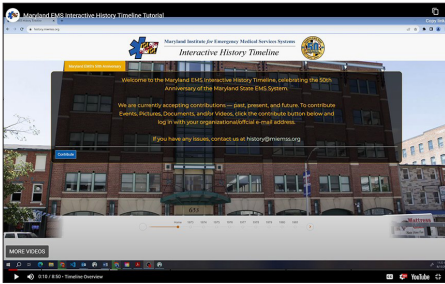 Maryland EMS Interactive History Timeline Tutorial
history.miemss.org
Maryland Institute for Emergency Medical Services Systems
Interactive History Timeline
Welcome to the Maryland EMS Interactive History Timeline, celebrating the 50th
Anniversary of the Maryland State EMS System.
We are currently accepting contributions — past, present, and future. To contribute
Events, Pictures, Documents, and/or Videos, click the contribute button below and
log in with your organizational/official e-mail address.
If you have any issues, contact us at history@miemss.org
Contribute
MORE VIDEOS
0:10 / 8:50 • Timeline Overview
YouTube